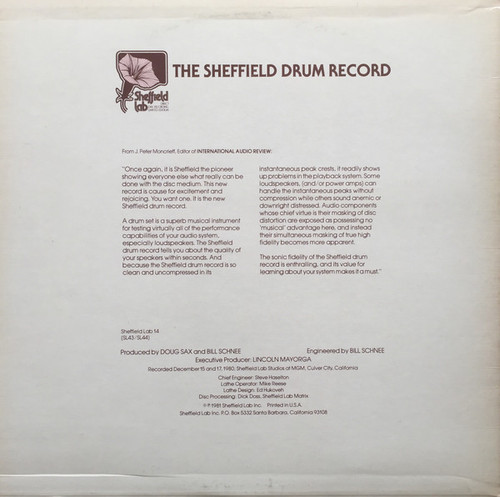 Sheffield
Lab
THE SHEFFIELD DRUM RECORD
From J. Peter Moncrieff, Editor of INTERNATIONAL AUDIO REVIEW:
"Once again, it is Sheffield the pioneer
showing everyone else what really can be
done with the disc medium. This new
record is cause for excitement and
rejoicing. You want one. It is the new
Sheffield drum record.
A drum set is a superb musical instrument
for testing virtually all of the performance
capabilities of your audio system,
especially loudspeakers. The Sheffield
drum record tells you about the quality of
your speakers within seconds. And
because the Sheffield drum record is so
clean and uncompressed in its
instantaneous peak crests, it readily shows
up problems in the playback system. Some
loudspeakers, (and/or power amps) can
handle the instantaneous peaks without
compression while others sound anemic or
downright distressed. Audio components
whose chief virtue is their masking of disc
distortion are exposed as possessing no
'musical' advantage here, and instead
their simultaneous masking of true high
fidelity becomes more apparent.
The sonic fidelity of the Sheffield drum
record is enthralling, and its value for
learning about your system makes it a must."
Sheffield Lab 14
(SL43/SL44)
Produced by DOUG SAX and BILL SCHNEE
Engineered by BILL SCHNEE
Executive Producer: LINCOLN MAYORGA
Recorded December 15 and 17, 1980, Sheffield Lab Studios at MGM, Culver City, California
Chief Engineer: Steve Haselton
Lathe Operator: Mike Reese
Lathe Design: Ed Hukoveh
Disc Processing: Dick Doss, Sheffield Lab Matrix
© ℗ 1981 Sheffield Lab Inc. Printed in U.S.A.
Sheffield Lab Inc. P.O. Box 5332 Santa Barbara, California 93108